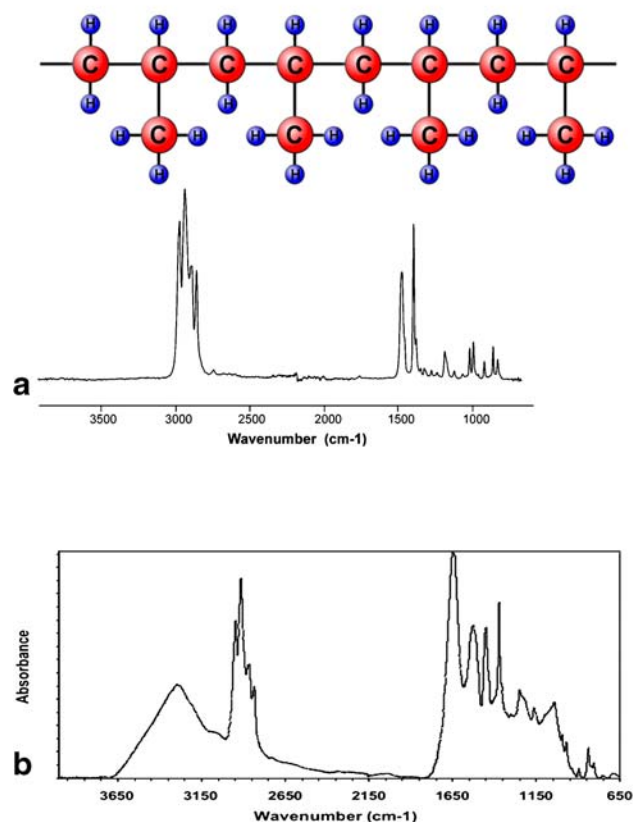 H H H H H H H H
C C C C C C C C
H H H H
H C H H C H H C H H C H
H H H H
a
3500 3000 2500 2000 1500 1000
Wavenumber (cm-1)
Absorbance
b
3650 3150 2650 2150 1650 1150 650
Wavenumber (cm-1)